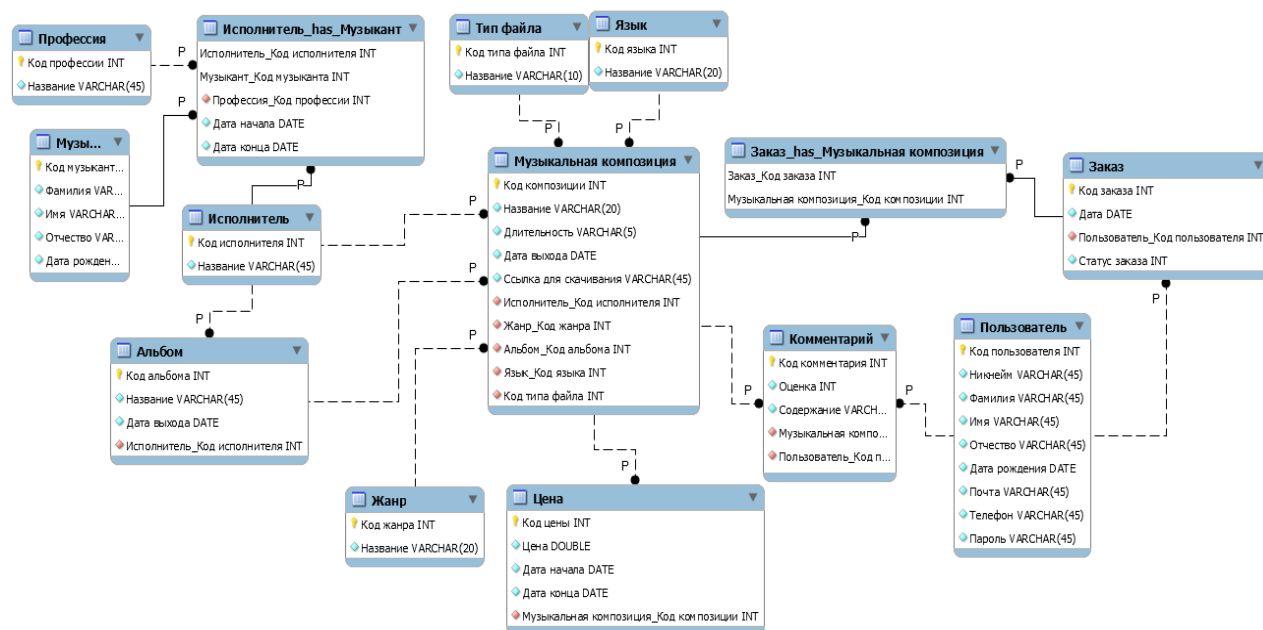 Профессия
Код профессии INT
Название VARCHAR(45)
P
Исполнитель_has_Музыкант
Исполнитель_Код исполнителя INT
Музыкант_Код музыканта INT
Профессия_Код профессии INT
Дата начала DATE
Дата конца DATE
P
P
Музы...
Код музыкант...
Фамилия VAR...
Имя VARCHAR...
Отчество VAR...
Дата рожден...
Исполнитель
Код исполнителя INT
Название VARCHAR(45)
P
P
Альбом
Код альбома INT
Название VARCHAR(45)
Дата выхода DATE
Исполнитель_Код исполнителя INT
P
Тип файла
Код типа файла INT
Название VARCHAR(10)
P
Язык
Код языка INT
Название VARCHAR(20)
P
Музыкальная композиция
Код композиции INT
Название VARCHAR(20)
Длительность VARCHAR(5)
Дата выхода DATE
Ссылка для скачивания VARCHAR(45)
Исполнитель_Код исполнителя INT
Жанр_Код жанра INT
Альбом_Код альбома INT
Язык_Код языка INT
Код типа файла INT
P
Жанр
Код жанра INT
Название VARCHAR(20)
P
Цена
Код цены INT
Цена DOUBLE
Дата начала DATE
Дата конца DATE
Музыкальная композиция_Код композиции INT
Заказ_has_Музыкальная композиция
Заказ_Код заказа INT
Музыкальная композиция_Код композиции INT
P
P
Заказ
Код заказа INT
Дата DATE
Пользователь_Код пользователя INT
Статус заказа INT
P
Комментарий
Код комментария INT
Оценка INT
Содержание VARCH...
Музыкальная компо...
Пользователь_Код п...
P
P
Пользователь
Код пользователя INT
Никнейм VARCHAR(45)
Фамилия VARCHAR(45)
Имя VARCHAR(45)
Отчество VARCHAR(45)
Дата рождения DATE
Почта VARCHAR(45)
Телефон VARCHAR(45)
Пароль VARCHAR(45)